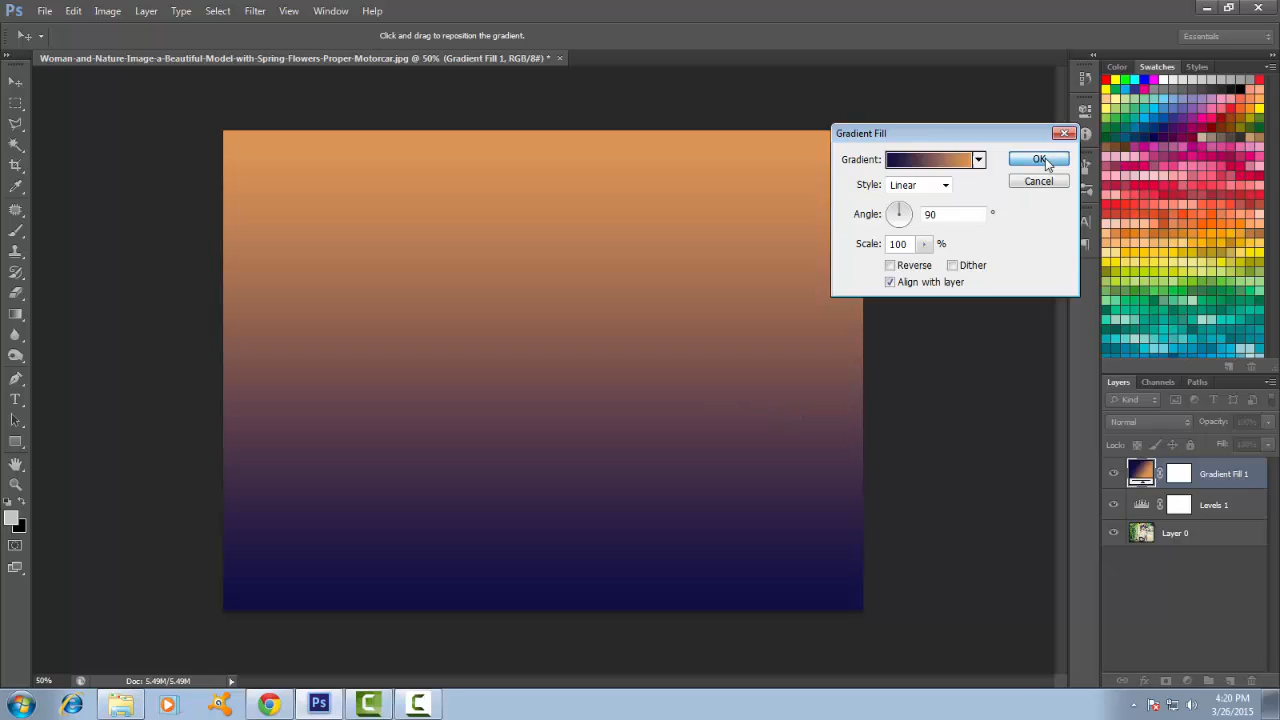 Ps File Edit Image Layer Type Select Filter View Window Help
Click and drag to reposition the gradient.
Essentials
Woman-and-Nature-Image-a-Beautiful-Model-with-Spring-Flowers-Proper-Motorcar.jpg @ 50% (Gradient Fill 1, RGB/8#) *
Color Swatches Styles
Gradient Fill
Gradient: OK
Style: Linear Cancel
Angle: 90 °
Scale: 100 %
Reverse Dither
Align with layer
Layers Channels Paths
Kind
Normal Opacity: 100%
Lock: Fill: 100%
Gradient Fill 1
Levels 1
Layer 0
50% Doc: 5.49M/5.49M
Ps
4:20 PM
3/26/2015